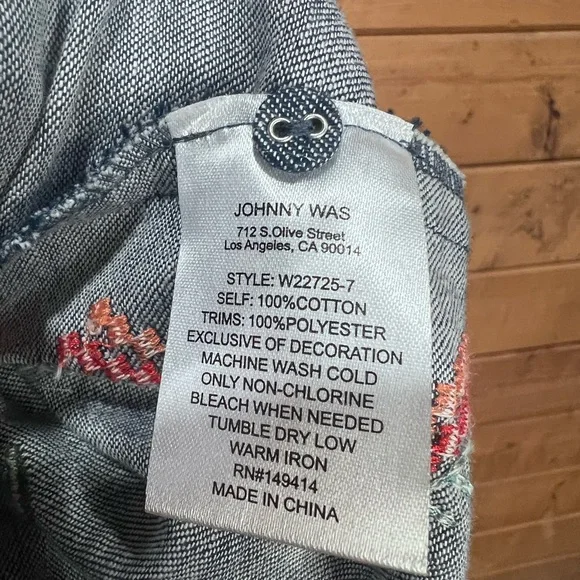 JOHNNY WAS
712 S.Olive Street
Los Angeles, CA 90014
STYLE: W22725-7
SELF: 100%COTTON
TRIMS: 100%POLYESTER
EXCLUSIVE OF DECORATION
MACHINE WASH COLD
ONLY NON-CHLORINE
BLEACH WHEN NEEDED
TUMBLE DRY LOW
WARM IRON
RN#149414
MADE IN CHINA